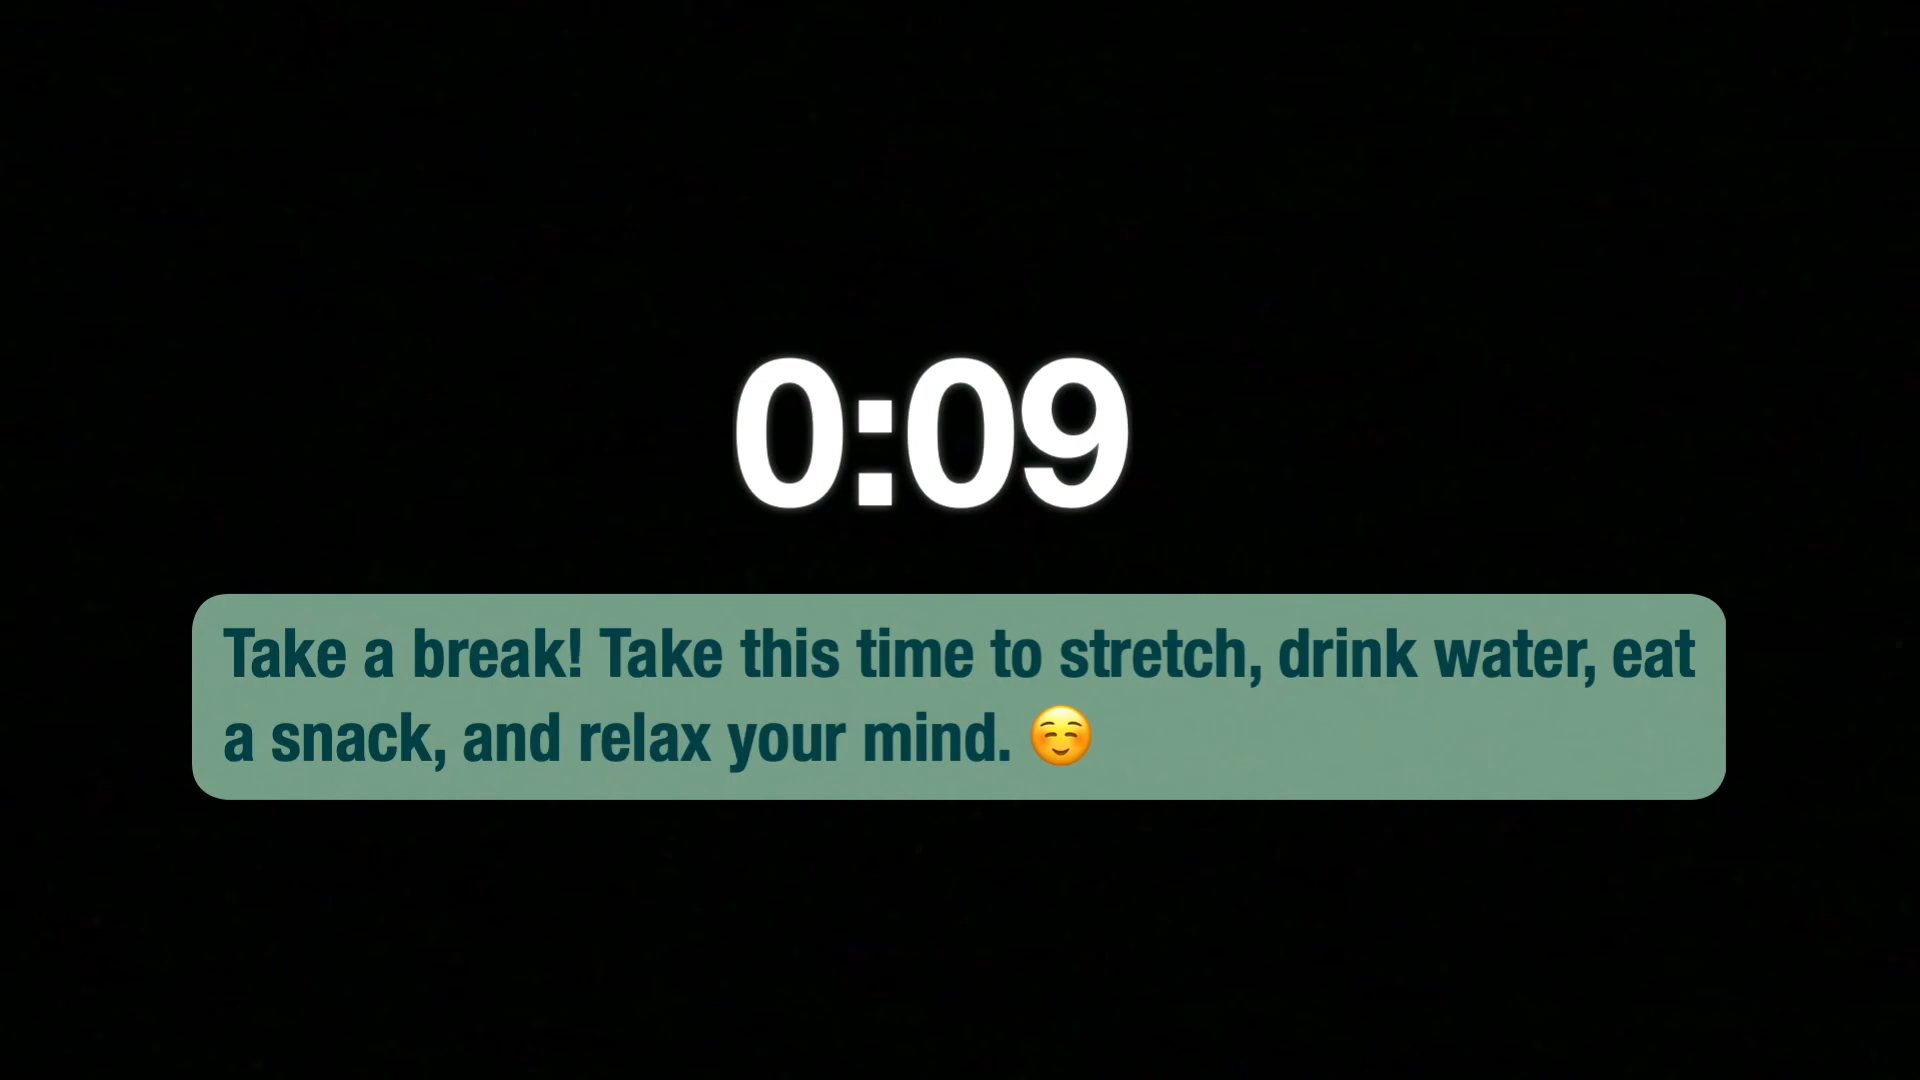 0:09
Take a break! Take this time to stretch, drink water, eat
a snack, and relax your mind. ☺️